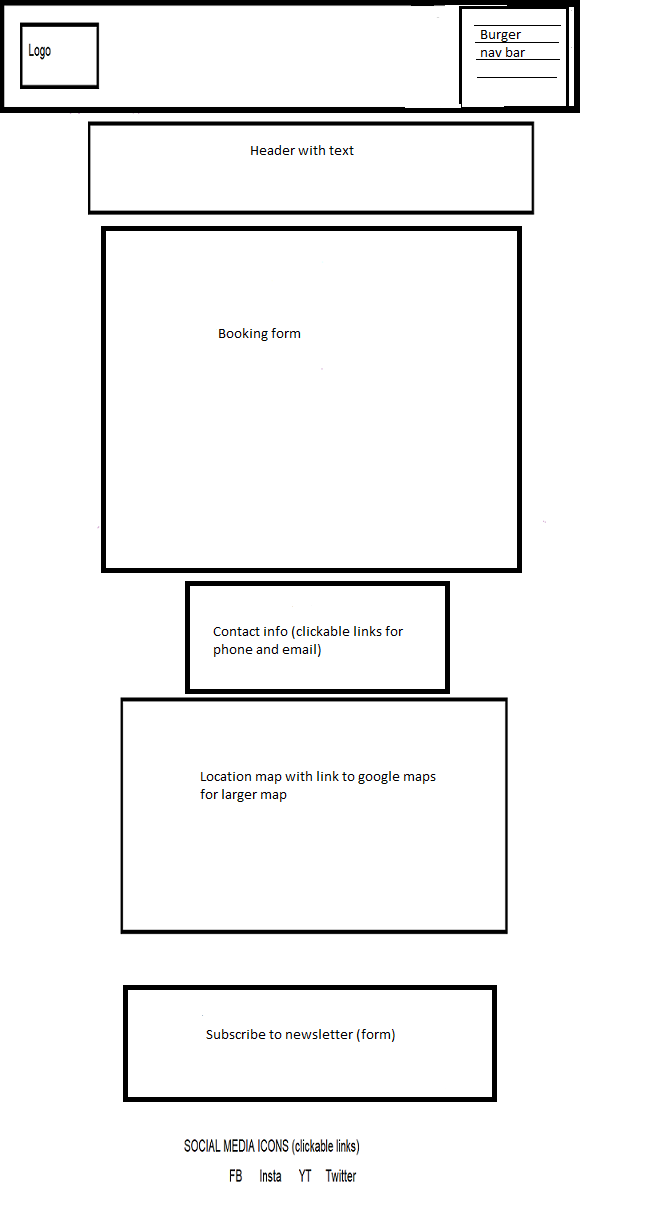 Logo
Burger
nav bar
Header with text
Booking form
Contact info (clickable links for
phone and email)
Location map with link to google maps
for larger map
Subscribe to newsletter (form)
SOCIAL MEDIA ICONS (clickable links)
FB Insta YT Twitter